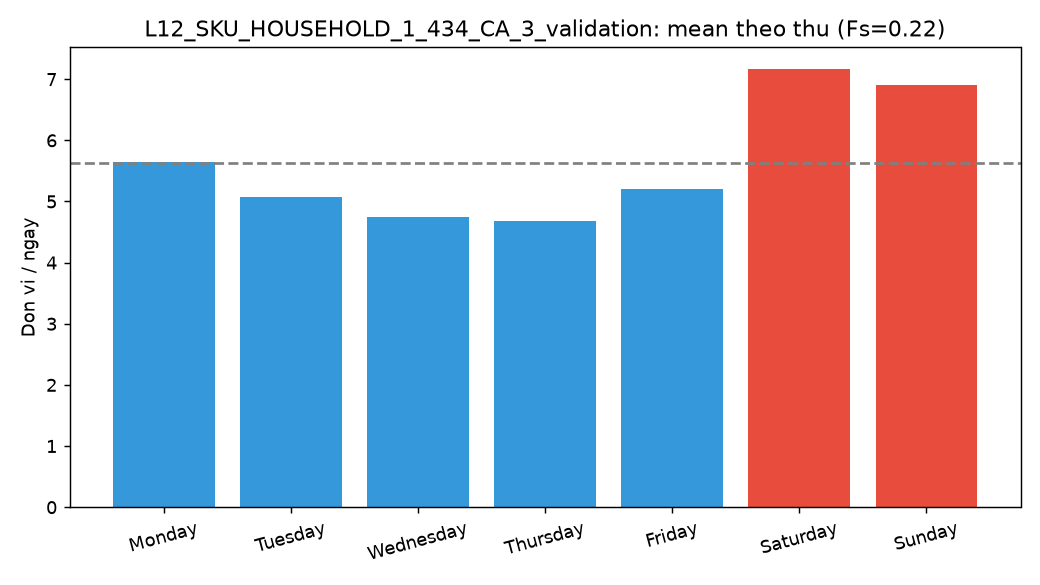 L12_SKU_HOUSEHOLD_1_434_CA_3_validation: mean theo thu (Fs=0.22)
Don vi / ngay
7
6
5
4
3
2
1
0
Monday
Tuesday
Wednesday
Thursday
Friday
Saturday
Sunday